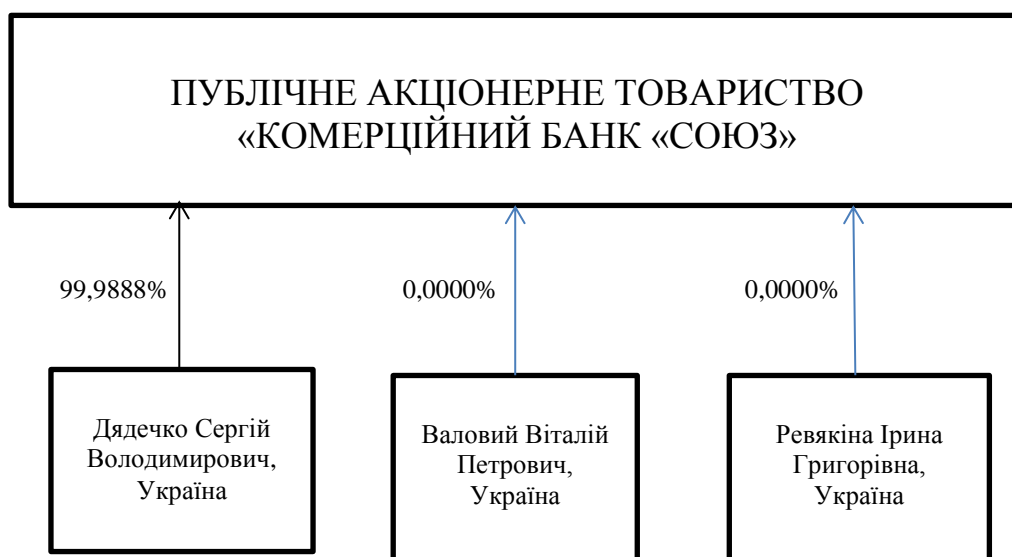 ПУБЛІЧНЕ АКЦІОНЕРНЕ ТОВАРИСТВО
«КОМЕРЦІЙНИЙ БАНК «СОЮЗ»
99,9888%
0,0000%
0,0000%
Дядечко Сергій
Володимирович,
Україна
Валовий Віталій
Петрович,
Україна
Ревякіна Ірина
Григорівна,
Україна